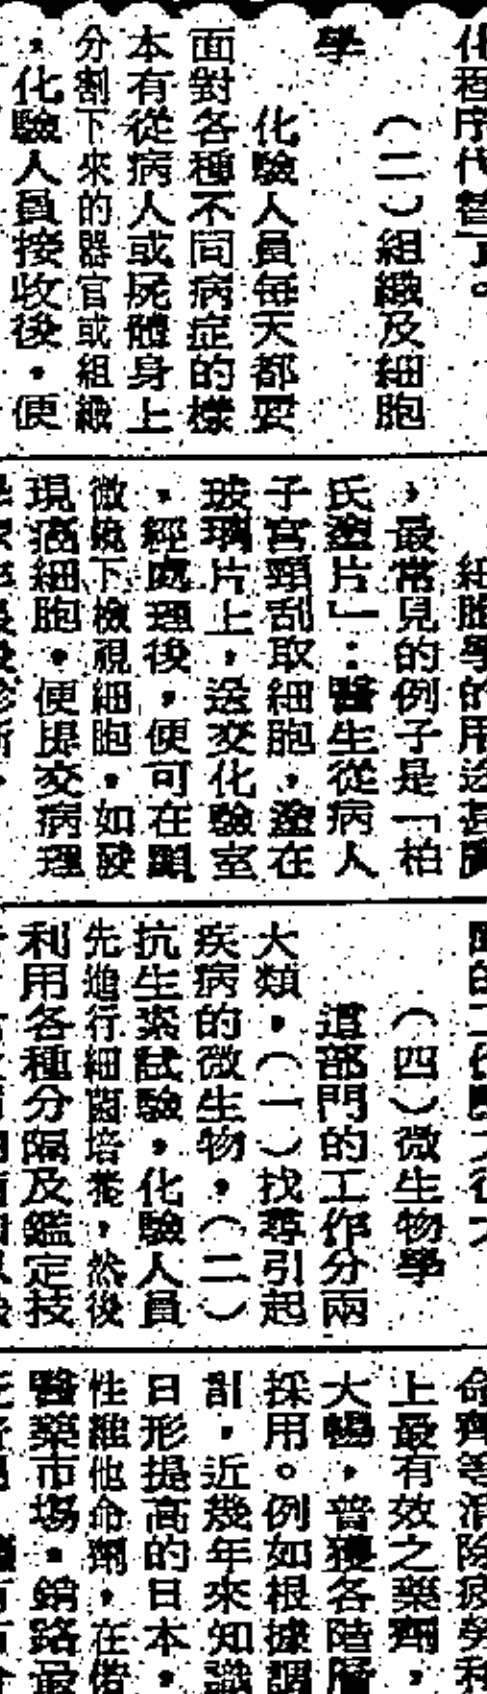 化程序代替」。
（二）組織及細胞
學
化驗人員每天都要
面對各種不同病症的樣
本有從病人或屍體身上
分割下來的器官或組織
，化驗人員接收後，便
細胞學的用途甚廣
，最常見的例子是「柏
氏塗片」：醫生從病人
子宮頸刮取細胞，塗在
玻璃片上，送交化驗室
，經處理後，便可在顯
微鏡下檢視細胞，如發
現癌細胞，便提交病理
（四）微生物學
這部門的工作分兩
大類，（一）找尋引起
疾病的微生物，（二）
抗生素試驗，化驗人員
先進行細菌培養，然後
利用各種分隔及鑑定技
命劑等消除疲勞和
上最有效之藥劑，
大暢，普獲各階層
採用。例如根據調
計，近幾年來知識
日形提高的日本，
性維他命劑，在
醫藥市場，銷路最